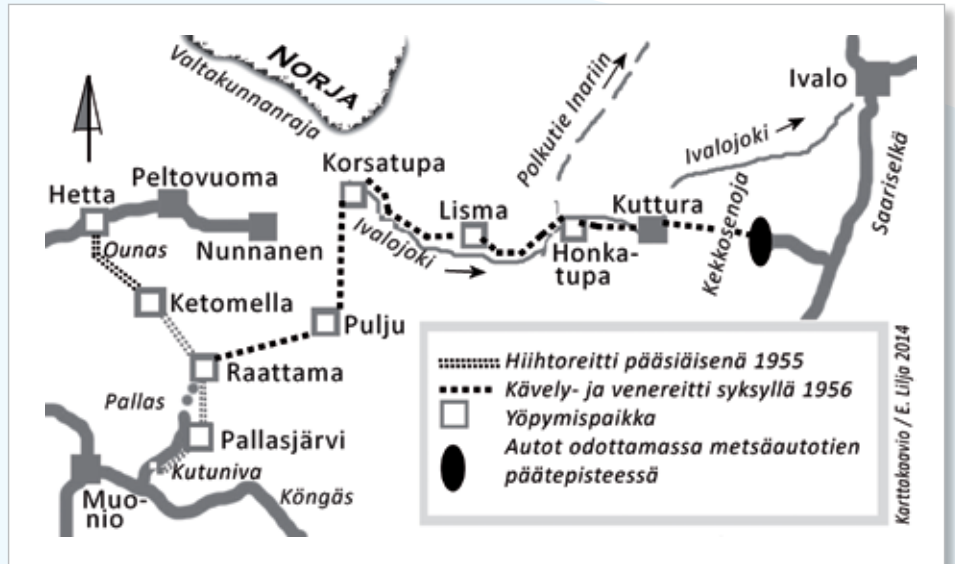 NORJA
Valtakunnanraja
Polkutie Inariin
Ivalo
Ivalojoki
Saariselkä
Hetta
Peltovuoma
Korsatupa
Ounas
Nunnanen
Lisma
Kuttura
Ivalojoki
Honka-
tupa
Kekkosenoja
Ketomella
Pulju
Raattama
Pallas
Pallasjärvi
Kutuniva
Muo-
nio
Köngäs
Hiihtoreitti pääsiäisenä 1955
Kävely- ja venereitti syksyllä 1956
Yöpymispaikka
Autot odottamassa metsäautotien
päätepisteessä
Karttakaavio / E. Lilja 2014